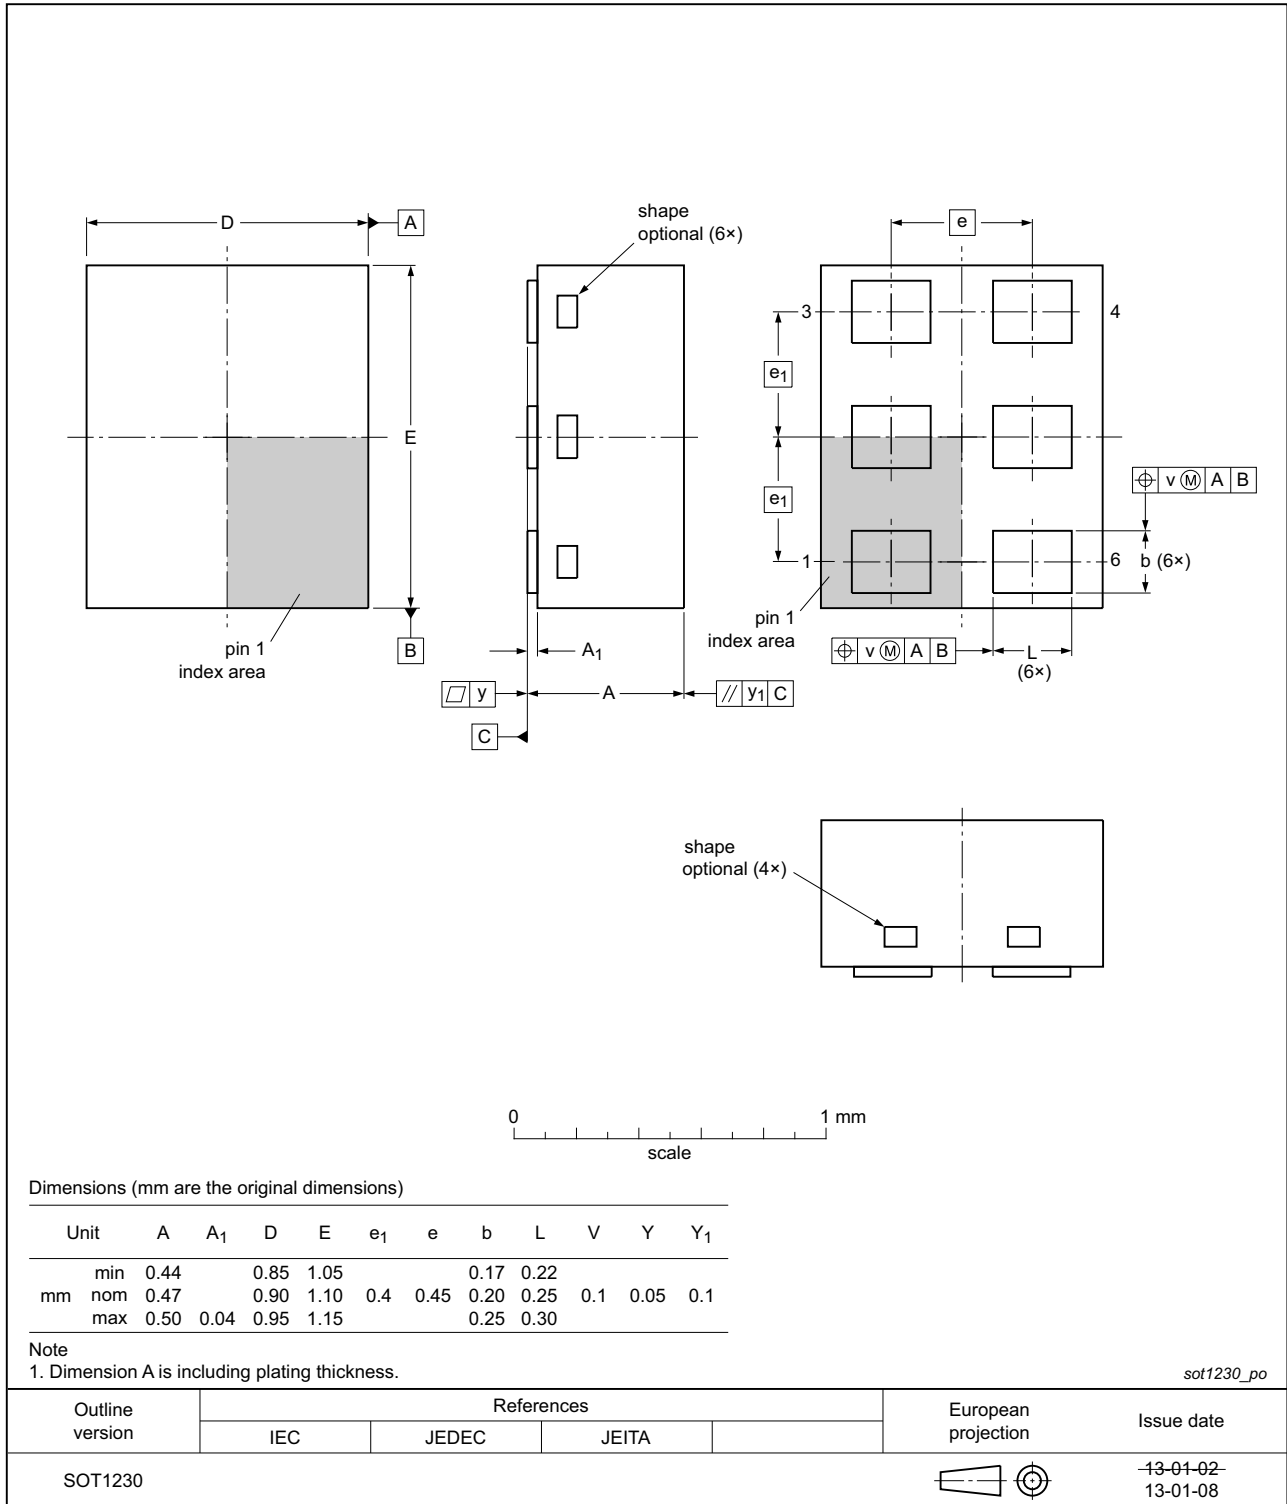 D
A
shape
optional (6×)
e
3
4
e1
E
e1
v M A B
1
6
b (6×)
pin 1
index area
B
A1
pin 1
index area
v M A B
L
(6×)
y
A
y1 C
C
shape
optional (4×)
0
1 mm
scale
Dimensions (mm are the original dimensions)
Unit A A1 D E e1 e b L V Y Y1
min 0.44 0.85 1.05 0.17 0.22
mm nom 0.47 0.90 1.10 0.4 0.45 0.20 0.25 0.1 0.05 0.1
max 0.50 0.04 0.95 1.15 0.25 0.30
Note
1. Dimension A is including plating thickness.
sot1230_po
Outline
version
References
IEC JEDEC JEITA
European
projection
Issue date
SOT1230
13-01-02
13-01-08